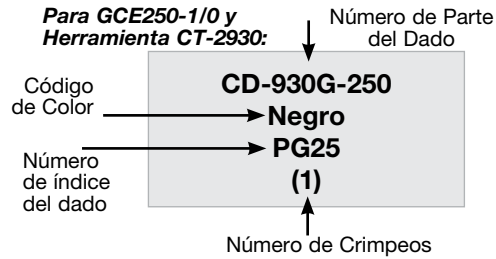 Para GCE250-1/0 y
Herramienta CT-2930:
Número de Parte
del Dado
CD-930G-250
Código
de Color
Negro
PG25
Número
de índice
del dado
(1)
Número de Crimpeos